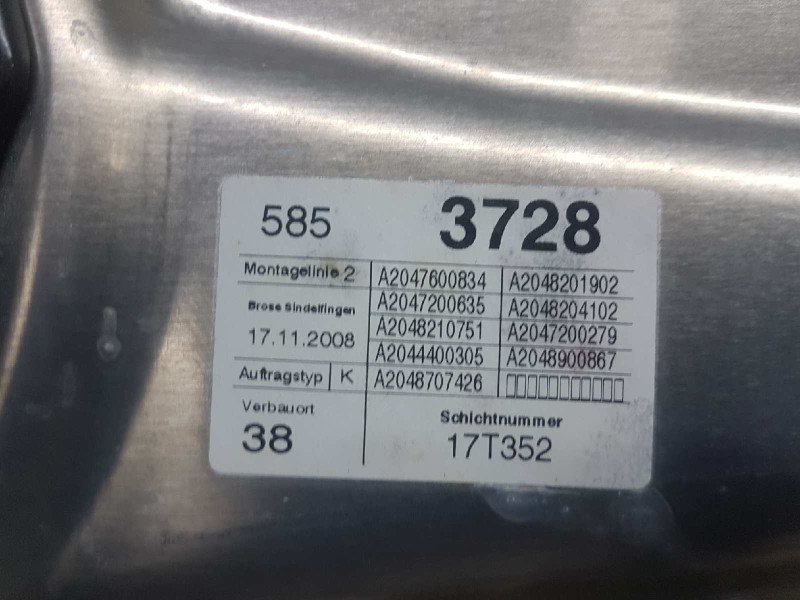 585 3728
Montagelinie 2
Brose Sindelfingen
17.11.2008
Auftragstyp K
Verbauort
38
A2047600834 A2048201902
A2047200635 A2048204102
A2048210751 A2047200279
A2044400305 A2048900867
A2048707426 ▯▯▯▯▯▯▯▯▯▯▯
Schichtnummer
17T352